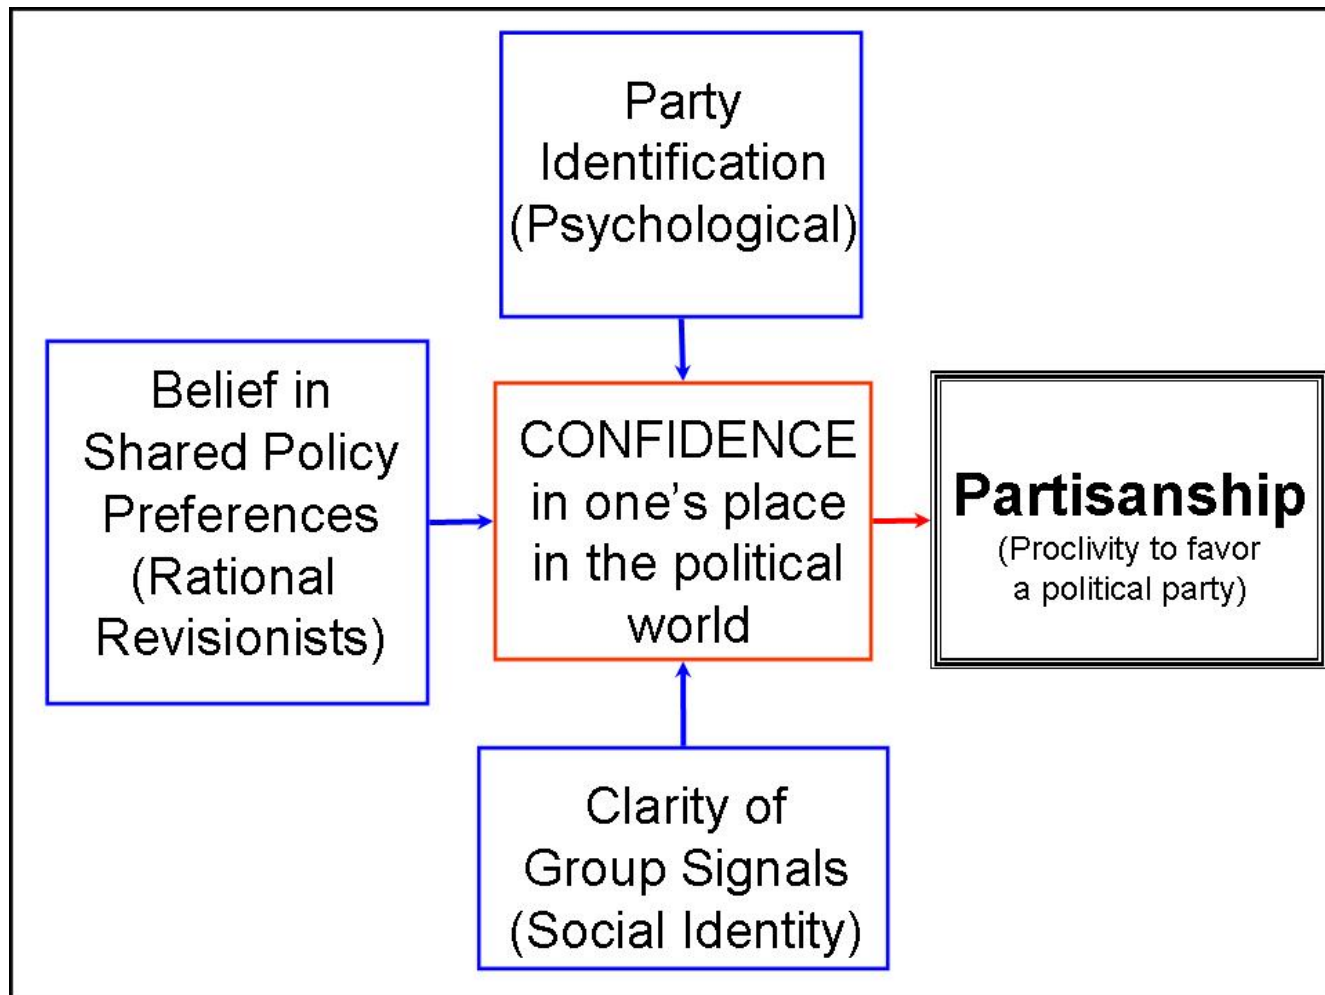 Party
Identification
(Psychological)
Belief in
Shared Policy
Preferences
(Rational
Revisionists)
CONFIDENCE
in one’s place
in the political
world
Partisanship
(Proclivity to favor
a political party)
Clarity of
Group Signals
(Social Identity)